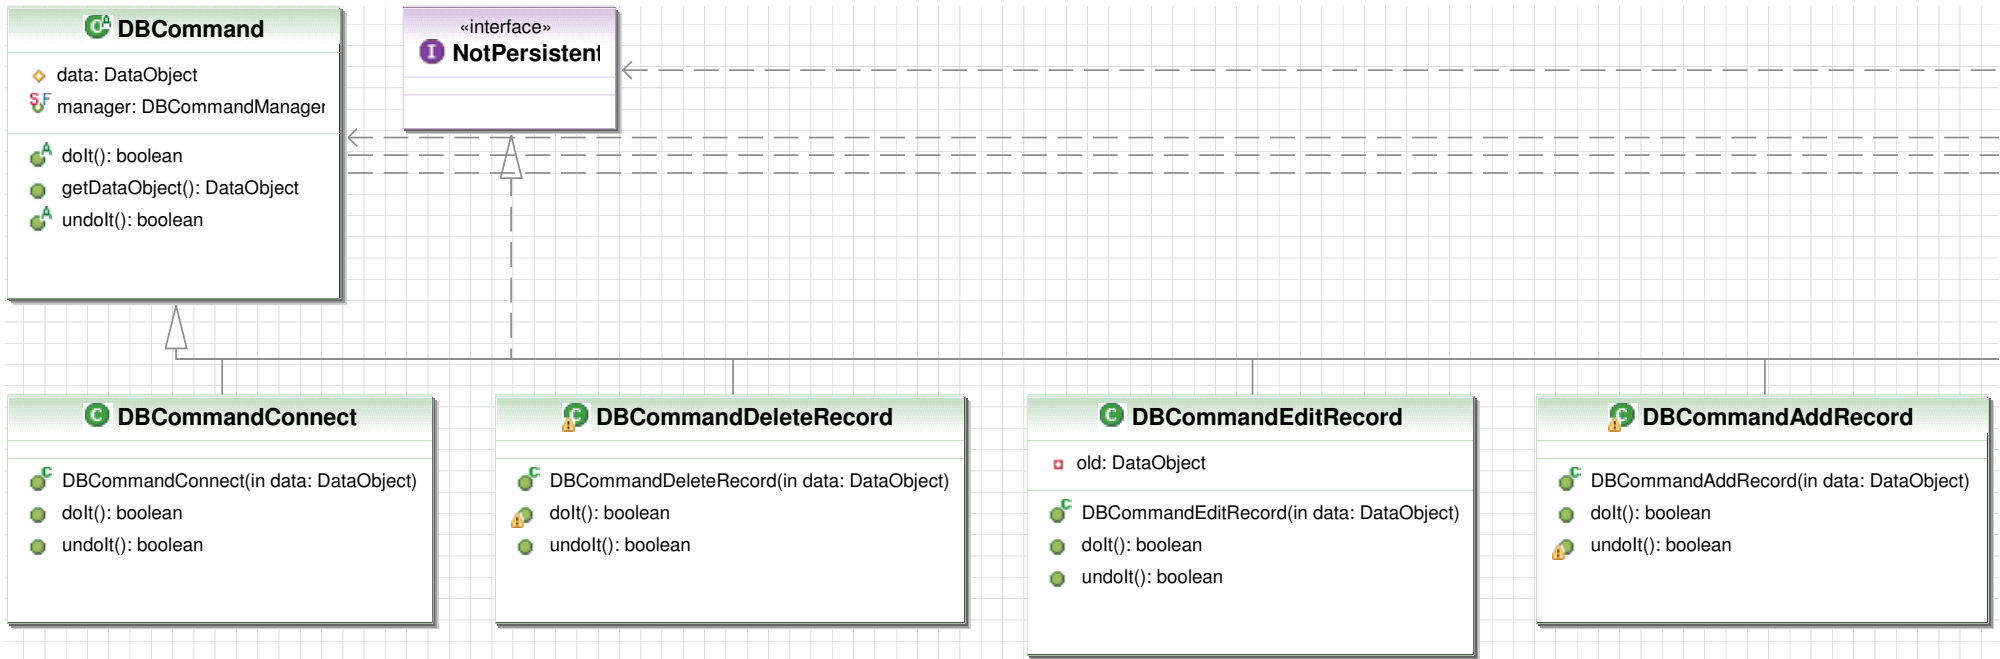 DBCommand
data: DataObject
manager: DBCommandManager
doIt(): boolean
getDataObject(): DataObject
undoIt(): boolean
«interface»
NotPersistent
DBCommandConnect
DBCommandConnect(in data: DataObject)
doIt(): boolean
undoIt(): boolean
DBCommandDeleteRecord
DBCommandDeleteRecord(in data: DataObject)
doIt(): boolean
undoIt(): boolean
DBCommandEditRecord
old: DataObject
DBCommandEditRecord(in data: DataObject)
doIt(): boolean
undoIt(): boolean
DBCommandAddRecord
DBCommandAddRecord(in data: DataObject)
doIt(): boolean
undoIt(): boolean